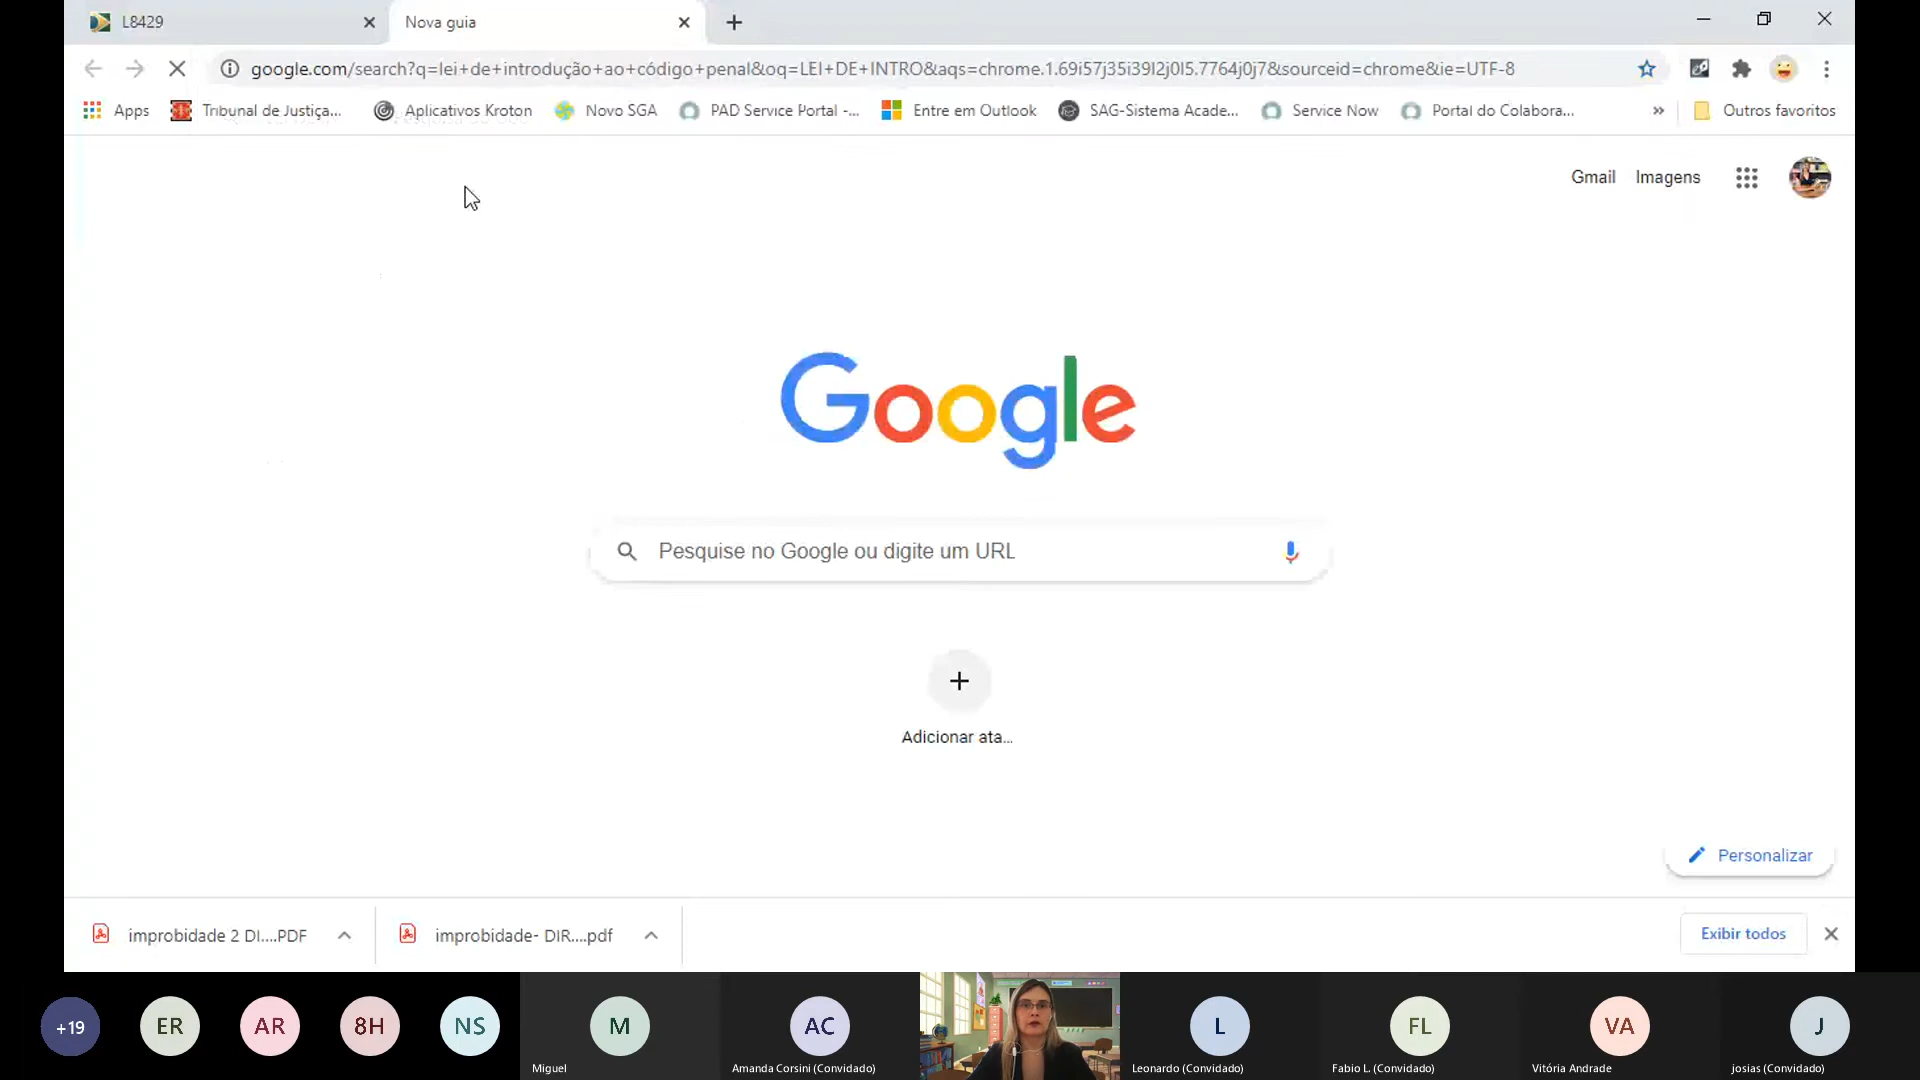 L8429
Nova guia
google.com/search?q=lei+de+introdução+ao+código+penal&oq=LEI+DE+INTRO&aqs=chrome.1.69i57j35i39l2j0l5.7764j0j7&sourceid=chrome&ie=UTF-8
Apps Tribunal de Justiça... Aplicativos Kroton Novo SGA PAD Service Portal -... Entre em Outlook SAG-Sistema Acade... Service Now Portal do Colabora... » Outros favoritos
Gmail Imagens
Google
Pesquise no Google ou digite um URL
Adicionar ata...
Personalizar
improbidade 2 DI....PDF improbidade- DIR....pdf Exibir todos
+19 ER AR 8H NS M AC L FL VA J
Miguel Amanda Corsini (Convidado) Leonardo (Convidado) Fabio L. (Convidado) Vitória Andrade josias (Convidado)